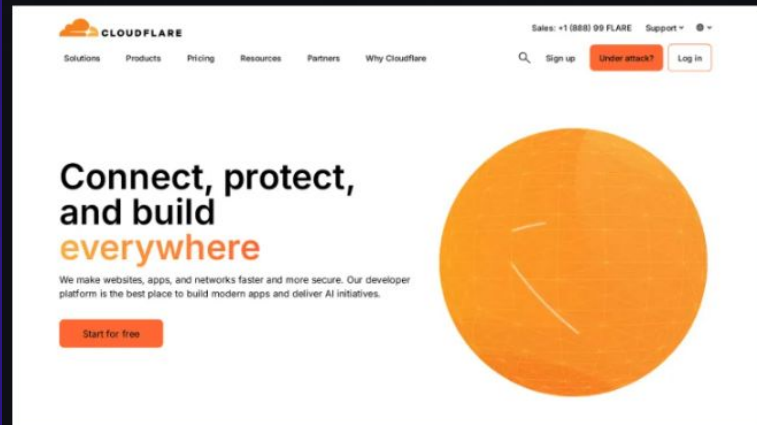 CLOUDFLARE
Sales: +1 (888) 99 FLARE
Support
Solutions
Products
Pricing
Resources
Partners
Why Cloudflare
Sign up
Under attack?
Log in
Connect, protect,
and build
everywhere
We make websites, apps, and networks faster and more secure. Our developer
platform is the best place to build modern apps and deliver AI initiatives.
Start for free